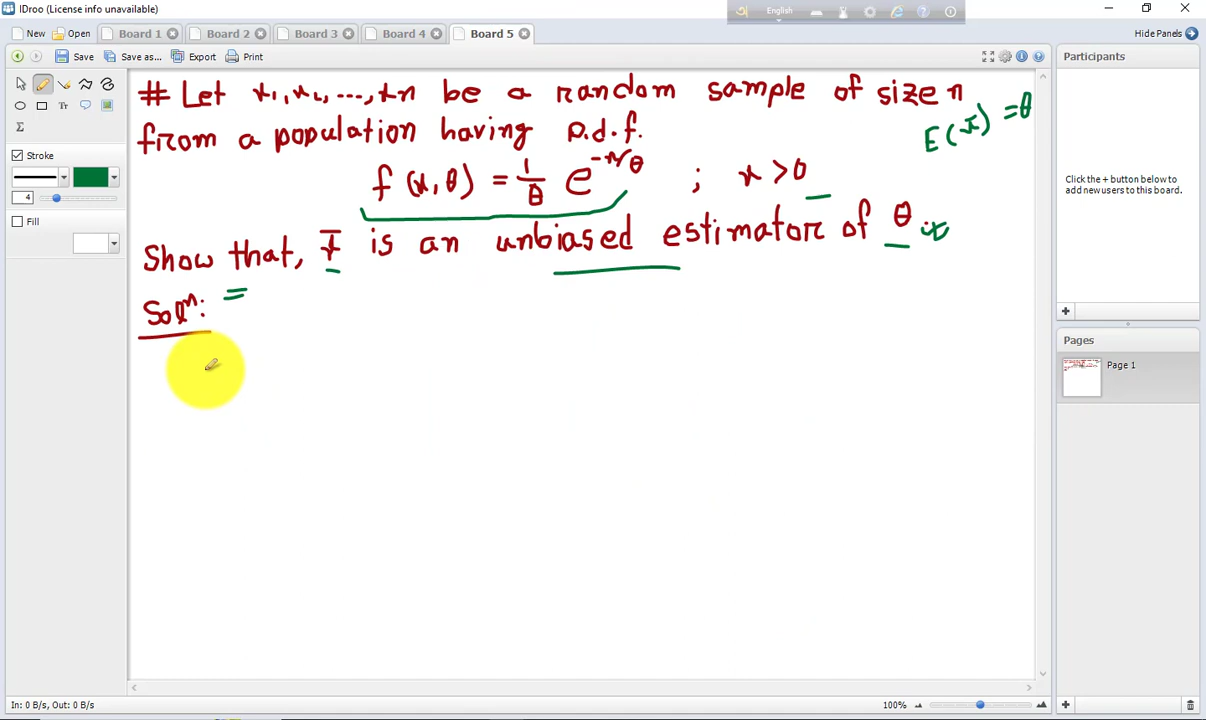 IDroo (License info unavailable)
English
New Open Board 1 Board 2 Board 3 Board 4 Board 5 Hide Panels
Save Save as... Export Print
Participants
Click the + button below to
add new users to this board.
Pages
Page 1
Tr
Σ
Stroke
4
Fill
# Let x₁, x₂, ..., xn be a random sample of size n
from a population having p.d.f.
E(x̄) = θ
f(x, θ) = 1/θ e^(-x/θ) ; x > 0
Show that, x̄ is an unbiased estimator of θ
Solⁿ: =
In: 0 B/s, Out: 0 B/s 100%